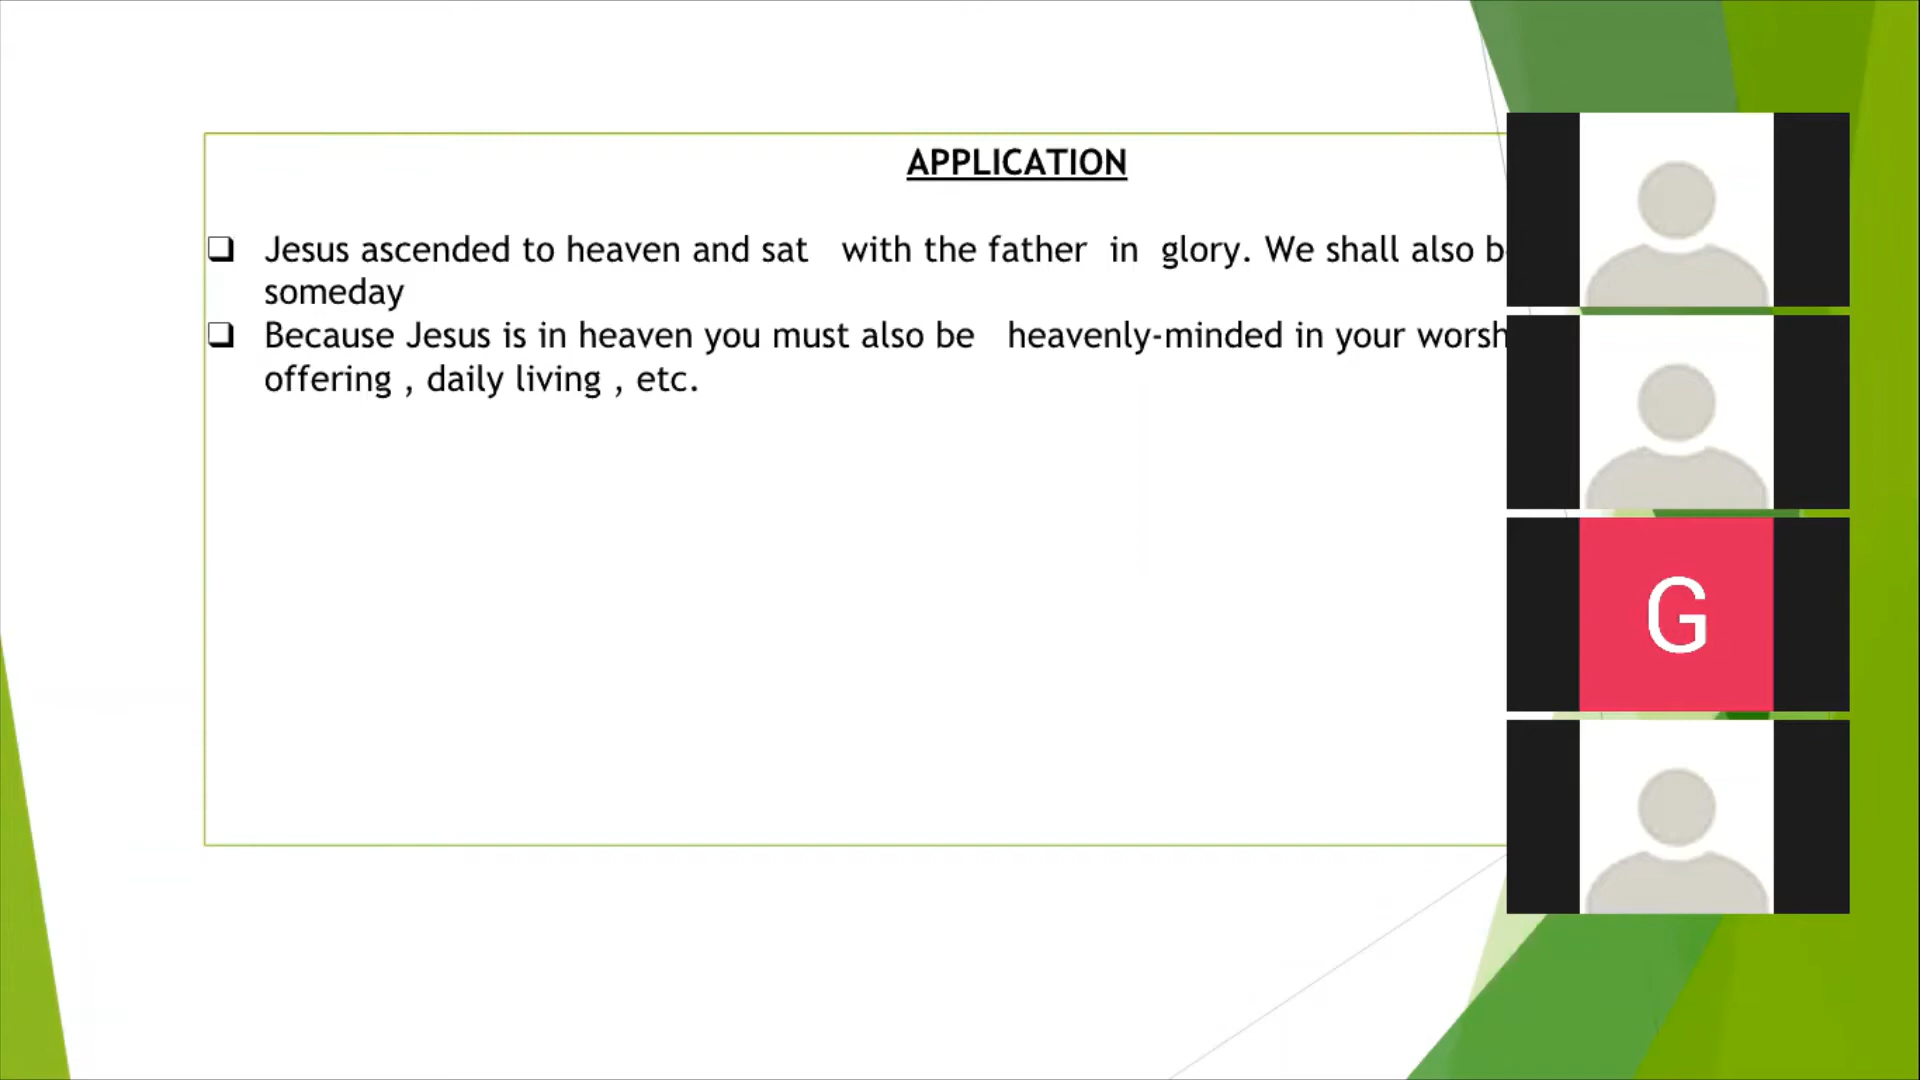 APPLICATION
❑ Jesus ascended to heaven and sat with the father in glory. We shall also
someday
❑ Because Jesus is in heaven you must also be heavenly-minded in your
offering , daily living , etc.
G